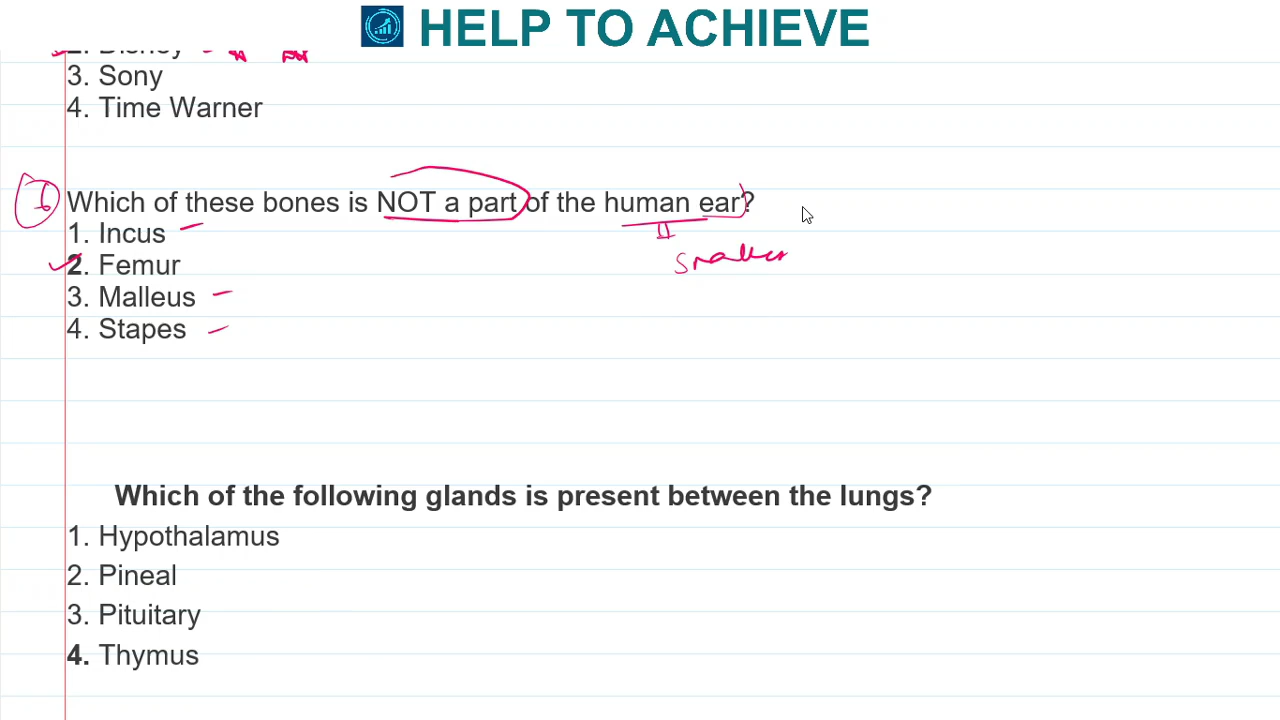 HELP TO ACHIEVE
2. Disney
3. Sony
4. Time Warner
Which of these bones is NOT a part of the human ear?
1. Incus
2. Femur
3. Malleus
4. Stapes
Which of the following glands is present between the lungs?
1. Hypothalamus
2. Pineal
3. Pituitary
4. Thymus